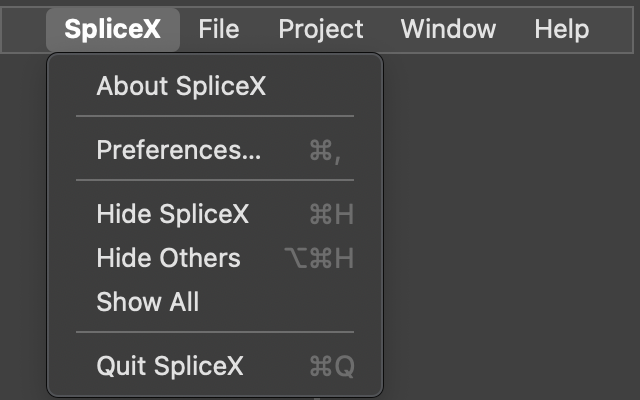 SpliceX File Project Window Help
About SpliceX
Preferences... ⌘,
Hide SpliceX ⌘H
Hide Others ⌥⌘H
Show All
Quit SpliceX ⌘Q